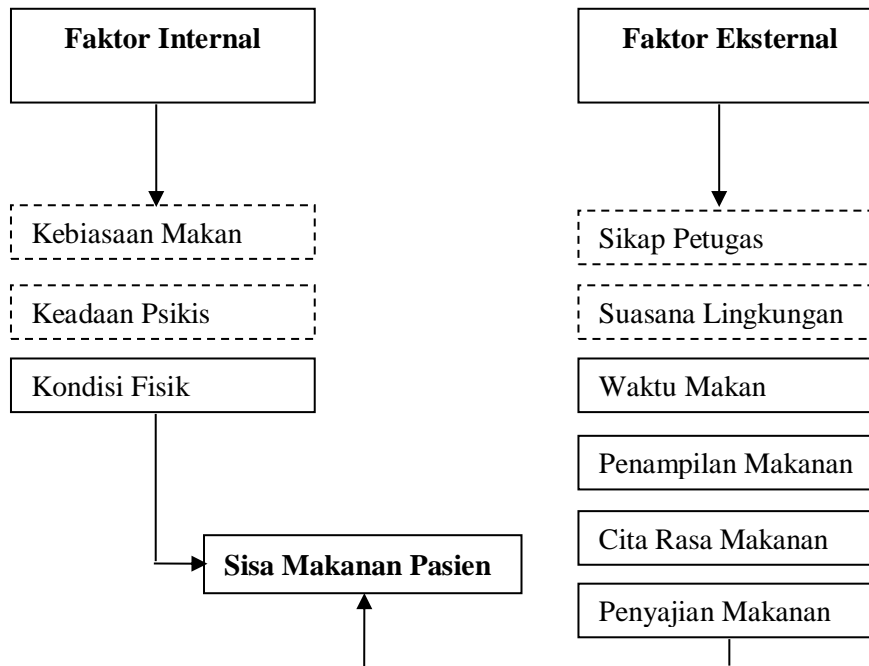 Faktor Internal
Faktor Eksternal
Kebiasaan Makan
Sikap Petugas
Keadaan Psikis
Suasana Lingkungan
Kondisi Fisik
Waktu Makan
Penampilan Makanan
Cita Rasa Makanan
Sisa Makanan Pasien
Penyajian Makanan